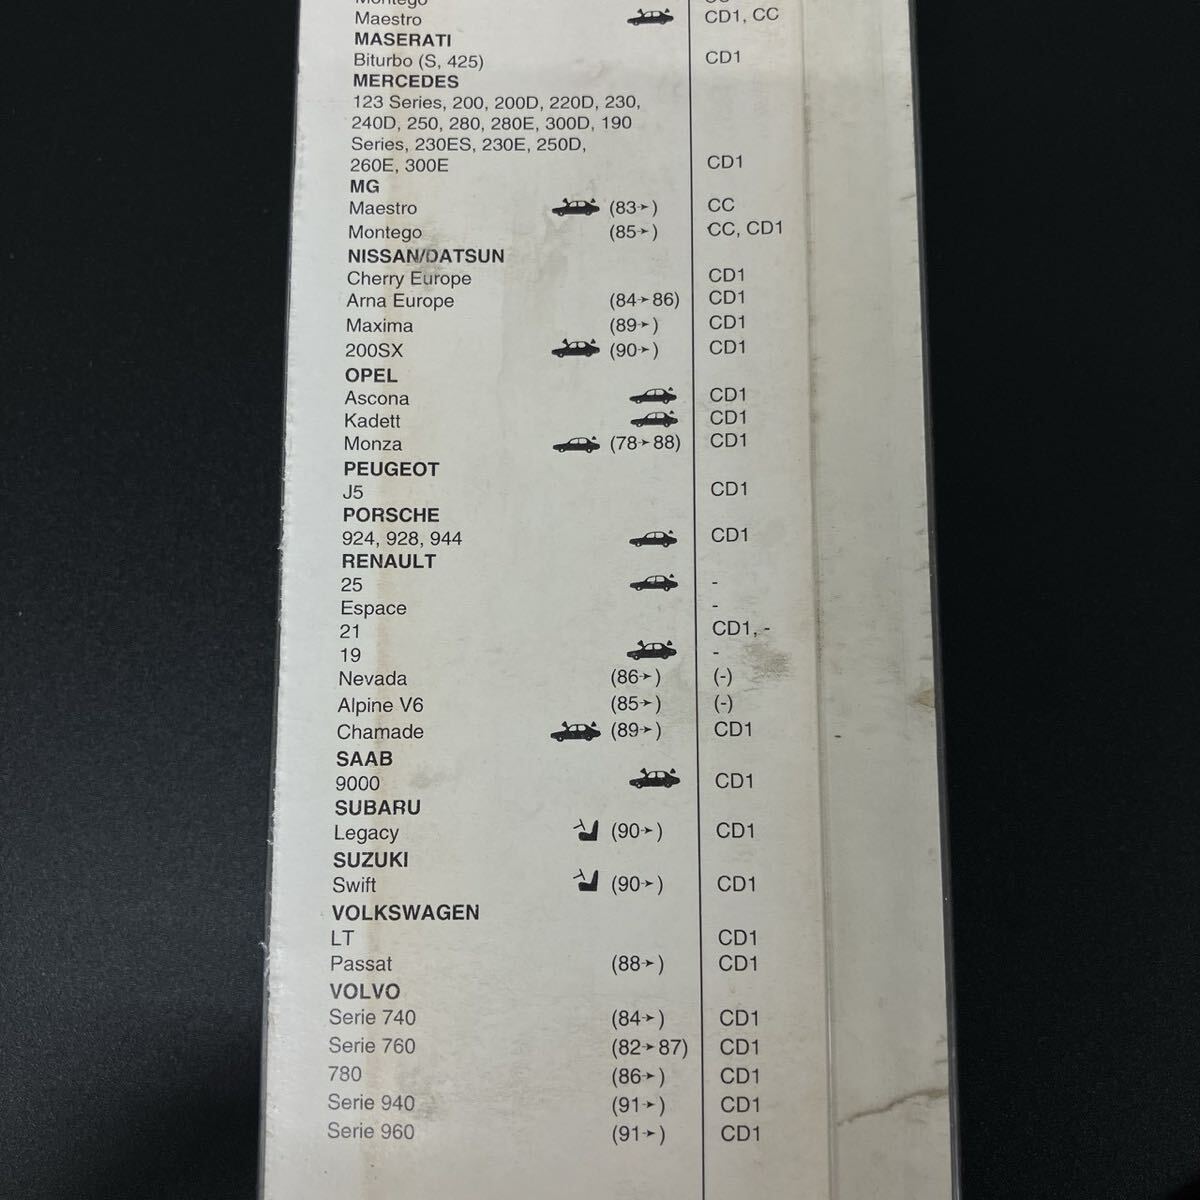 Montego CC
Maestro CD1, CC
MASERATI
Biturbo (S, 425) CD1
MERCEDES
123 Series, 200, 200D, 220D, 230,
240D, 250, 280, 280E, 300D, 190
Series, 230ES, 230E, 250D,
260E, 300E CD1
MG
Maestro (83➛) CC
Montego (85➛) CC, CD1
NISSAN/DATSUN
Cherry Europe CD1
Arna Europe (84➛86) CD1
Maxima (89➛) CD1
200SX (90➛) CD1
OPEL
Ascona CD1
Kadett CD1
Monza (78➛88) CD1
PEUGEOT
J5 CD1
PORSCHE
924, 928, 944 CD1
RENAULT
25 -
Espace -
21 CD1, -
19 -
Nevada (86➛) (-)
Alpine V6 (85➛) (-)
Chamade (89➛) CD1
SAAB
9000 CD1
SUBARU
Legacy (90➛) CD1
SUZUKI
Swift (90➛) CD1
VOLKSWAGEN
LT CD1
Passat (88➛) CD1
VOLVO
Serie 740 (84➛) CD1
Serie 760 (82➛87) CD1
780 (86➛) CD1
Serie 940 (91➛) CD1
Serie 960 (91➛) CD1